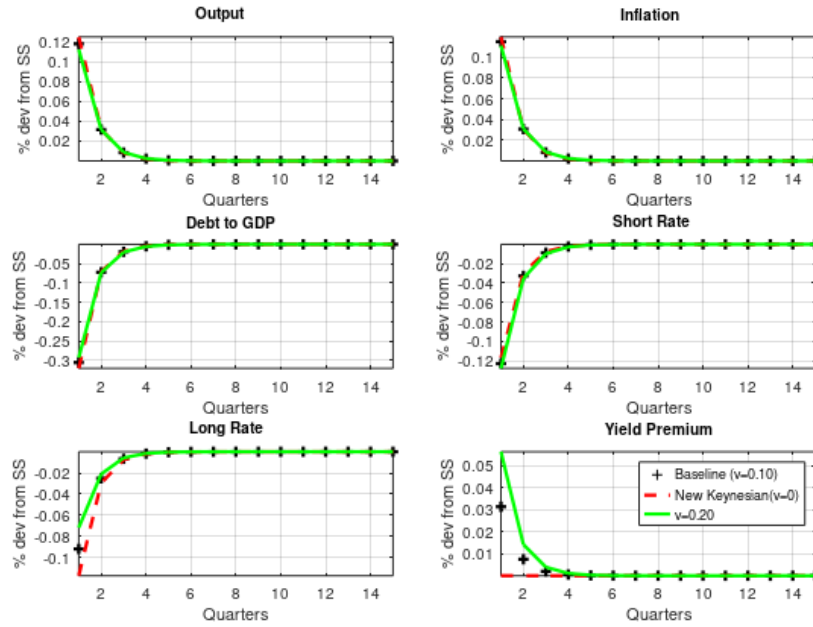 Output
% dev from SS
0.12
0.1
0.08
0.06
0.04
0.02
2 4 6 8 10 12 14
Quarters
Inflation
% dev from SS
0.1
0.08
0.06
0.04
0.02
2 4 6 8 10 12 14
Quarters
Debt to GDP
% dev from SS
-0.05
-0.1
-0.15
-0.2
-0.25
-0.3
2 4 6 8 10 12 14
Quarters
Short Rate
% dev from SS
-0.02
-0.04
-0.06
-0.08
-0.1
-0.12
2 4 6 8 10 12 14
Quarters
Long Rate
% dev from SS
-0.02
-0.04
-0.06
-0.08
-0.1
2 4 6 8 10 12 14
Quarters
Yield Premium
% dev from SS
0.05
0.04
0.03
0.02
0.01
2 4 6 8 10 12 14
Quarters
Baseline (v=0.10)
New Keynesian(v=0)
v=0.20